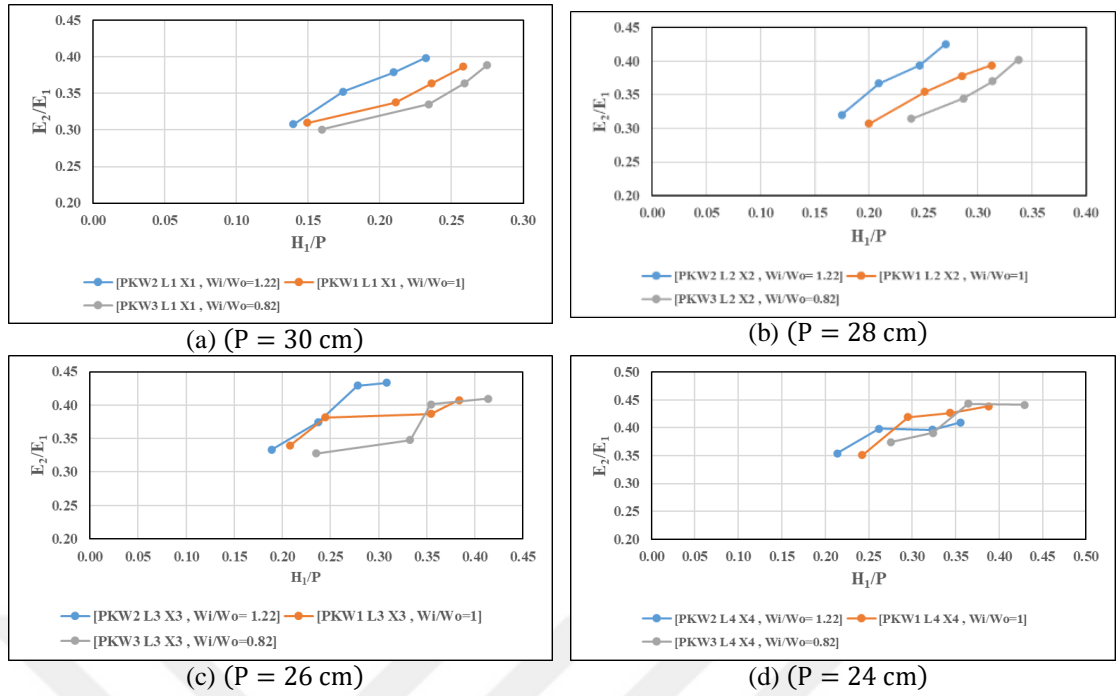 0.45
0.40
0.35
0.30
0.25
0.20
E₂/E₁
0.00 0.05 0.10 0.15 0.20 0.25 0.30
H₁/P
[PKW2 L1 X1 , Wi/Wo=1.22] [PKW1 L1 X1 , Wi/Wo=1]
[PKW3 L1 X1 , Wi/Wo=0.82]
(a) (P = 30 cm)
0.45
0.40
0.35
0.30
0.25
0.20
E₂/E₁
0.00 0.05 0.10 0.15 0.20 0.25 0.30 0.35 0.40
H₁/P
[PKW2 L2 X2 , Wi/Wo= 1.22] [PKW1 L2 X2 , Wi/Wo=1]
[PKW3 L2 X2 , Wi/Wo=0.82]
(b) (P = 28 cm)
0.45
0.40
0.35
0.30
0.25
0.20
E₂/E₁
0.00 0.05 0.10 0.15 0.20 0.25 0.30 0.35 0.40 0.45
H₁/P
[PKW2 L3 X3 , Wi/Wo= 1.22] [PKW1 L3 X3 , Wi/Wo=1]
[PKW3 L3 X3 , Wi/Wo=0.82]
(c) (P = 26 cm)
0.50
0.45
0.40
0.35
0.30
0.25
0.20
E₂/E₁
0.00 0.05 0.10 0.15 0.20 0.25 0.30 0.35 0.40 0.45 0.50
H₁/P
[PKW2 L4 X4 , Wi/Wo= 1.22] [PKW1 L4 X4 , Wi/Wo=1]
[PKW3 L4 X4 , Wi/Wo=0.82]
(d) (P = 24 cm)